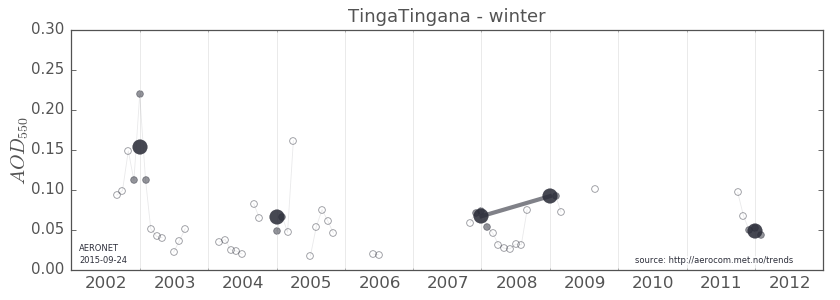 TingaTingana - winter
0.30
0.25
0.20
0.15
0.10
0.05
0.00
AOD550
AERONET
2015-09-24
source: http://aerocom.met.no/trends
2002 2003 2004 2005 2006 2007 2008 2009 2010 2011 2012